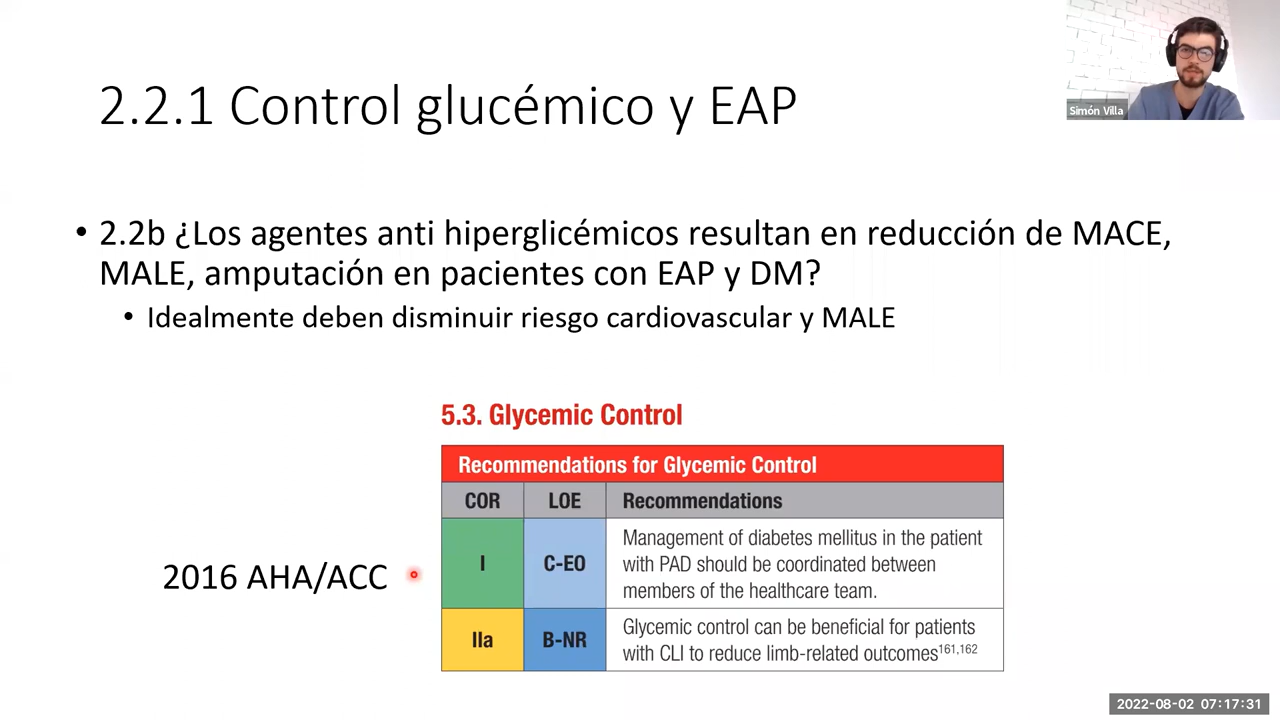 2.2.1 Control glucémico y EAP
Simón Villa
• 2.2b ¿Los agentes anti hiperglicémicos resultan en reducción de MACE,
MALE, amputación en pacientes con EAP y DM?
• Idealmente deben disminuir riesgo cardiovascular y MALE
5.3. Glycemic Control
Recommendations for Glycemic Control
COR LOE Recommendations
I C-EO Management of diabetes mellitus in the patient
with PAD should be coordinated between
members of the healthcare team.
2016 AHA/ACC
IIa B-NR Glycemic control can be beneficial for patients
with CLI to reduce limb-related outcomes161,162
2022-08-02 07:17:31